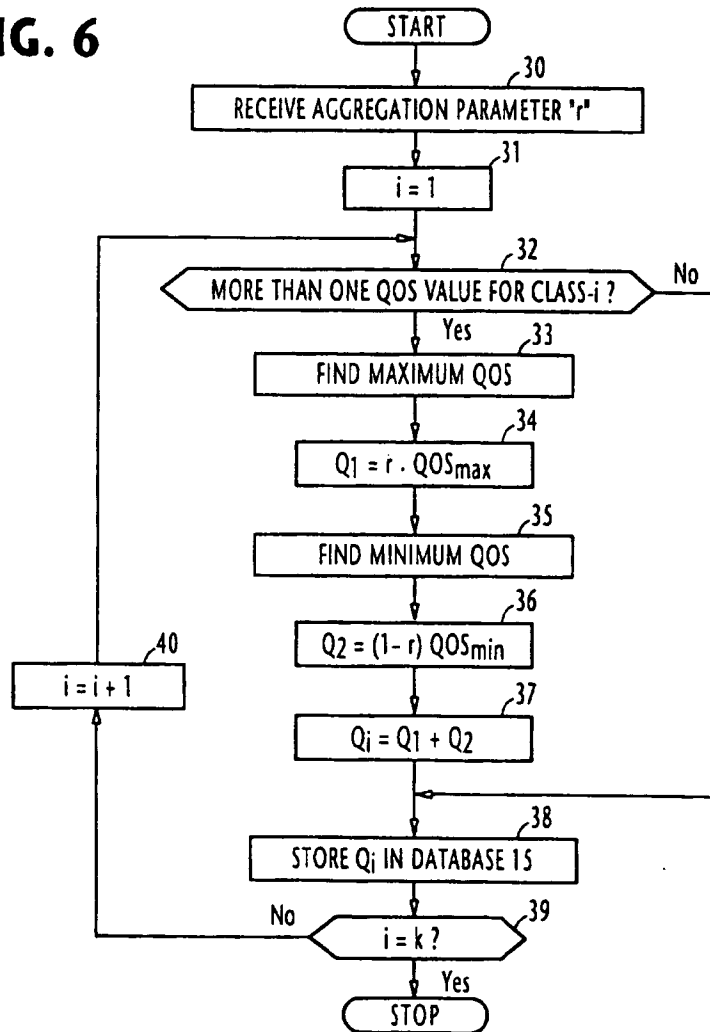 IG. 6
START
30
RECEIVE AGGREGATION PARAMETER "r"
31
i = 1
32
MORE THAN ONE QOS VALUE FOR CLASS-i ?
No
Yes
33
FIND MAXIMUM QOS
34
Q1 = r . QOSmax
35
FIND MINIMUM QOS
36
Q2 = (1- r) QOSmin
40
i = i + 1
37
Qi = Q1 + Q2
38
STORE Qi IN DATABASE 15
39
No
i = k ?
Yes
STOP